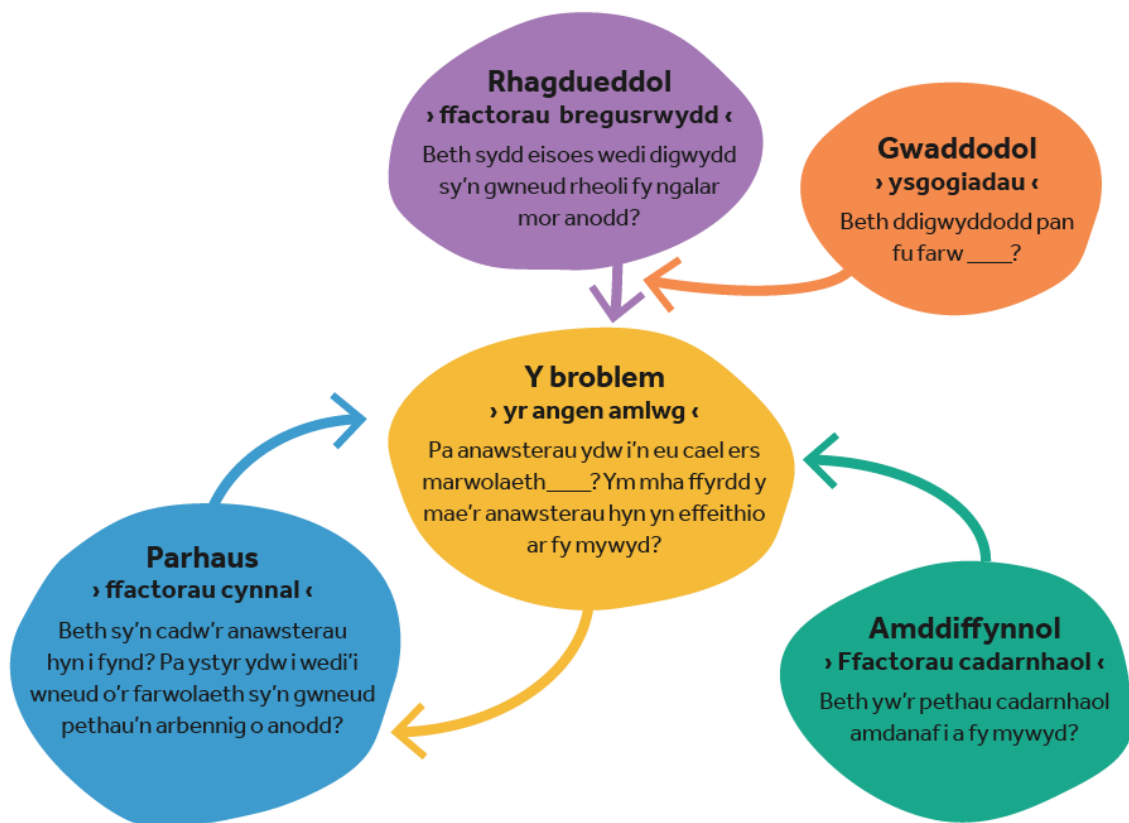 Rhagdueddol
› ffactorau bregusrwydd ‹
Beth sydd eisoes wedi digwydd
sy'n gwneud rheoli fy ngalar
mor anodd?
Gwaddodol
› ysgogiadau ‹
Beth ddigwyddodd pan
fu farw ____?
Y broblem
› yr angen amlwg ‹
Pa anawsterau ydw i'n eu cael ers
marwolaeth____? Ym mha ffyrdd y
mae'r anawsterau hyn yn effeithio
ar fy mywyd?
Parhaus
› ffactorau cynnal ‹
Beth sy'n cadw'r anawsterau
hyn i fynd? Pa ystyr ydw i wedi'i
wneud o'r farwolaeth sy'n gwneud
pethau'n arbennig o anodd?
Amddiffynnol
› Ffactorau cadarnhaol ‹
Beth yw'r pethau cadarnhaol
amdanaf i a fy mywyd?